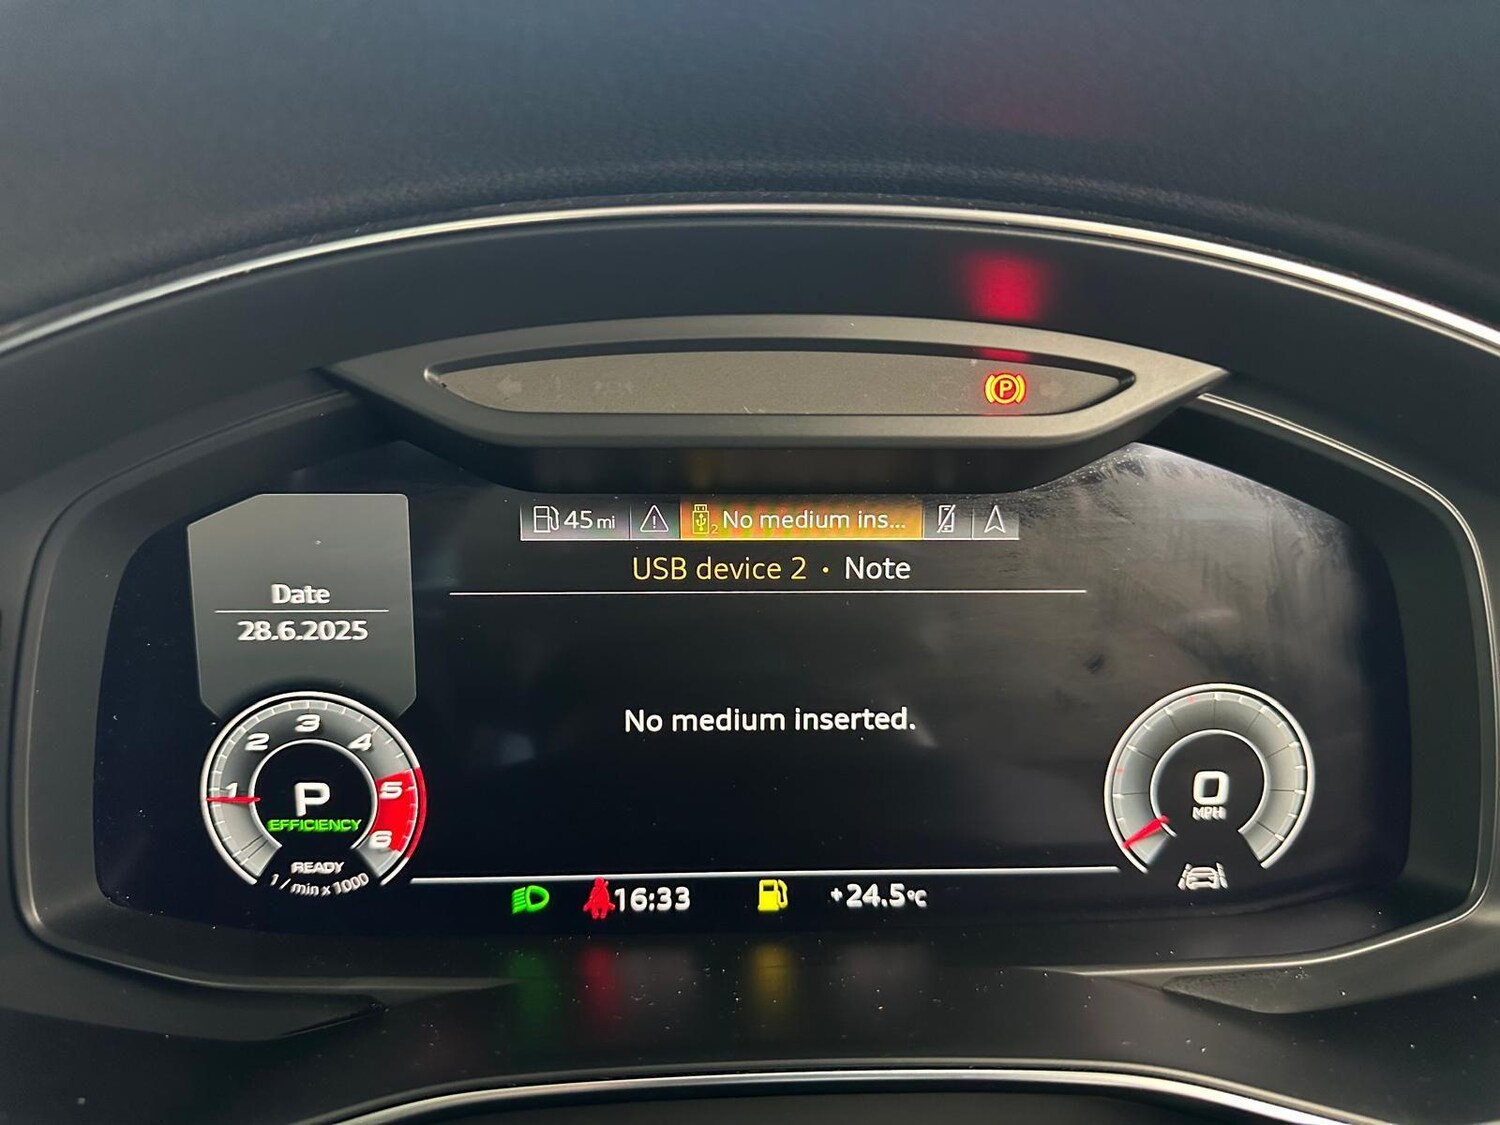 P
45 mi
2 No medium ins...
USB device 2 · Note
Date
28.6.2025
No medium inserted.
1 2 3 4 5 6
P
EFFICIENCY
READY
1 / min x 1000
0
MPH
16:33
+24.5°C